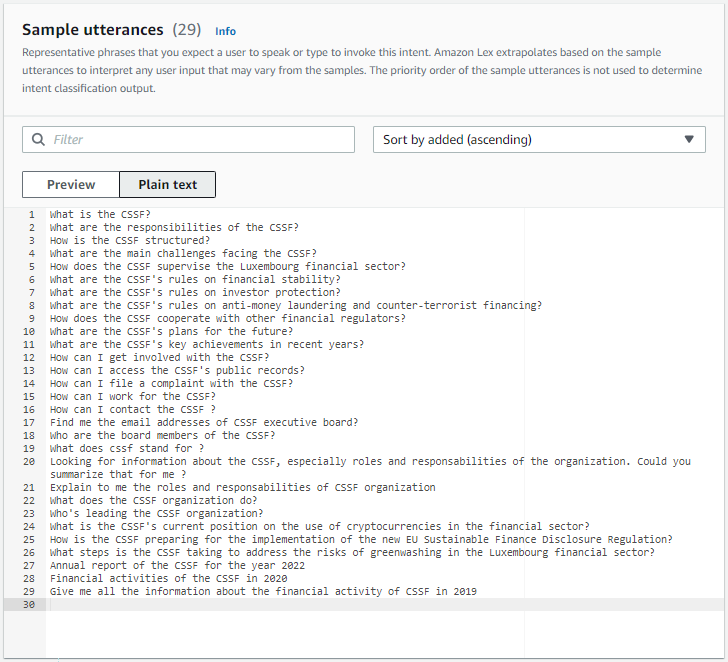 Sample utterances (29) Info
Representative phrases that you expect a user to speak or type to invoke this intent. Amazon Lex extrapolates based on the sample
utterances to interpret any user input that may vary from the samples. The priority order of the sample utterances is not used to determine
intent classification output.
Filter
Sort by added (ascending)
Preview Plain text
1 What is the CSSF?
2 What are the responsibilities of the CSSF?
3 How is the CSSF structured?
4 What are the main challenges facing the CSSF?
5 How does the CSSF supervise the Luxembourg financial sector?
6 What are the CSSF's rules on financial stability?
7 What are the CSSF's rules on investor protection?
8 What are the CSSF's rules on anti-money laundering and counter-terrorist financing?
9 How does the CSSF cooperate with other financial regulators?
10 What are the CSSF's plans for the future?
11 What are the CSSF's key achievements in recent years?
12 How can I get involved with the CSSF?
13 How can I access the CSSF's public records?
14 How can I file a complaint with the CSSF?
15 How can I work for the CSSF?
16 How can I contact the CSSF ?
17 Find me the email addresses of CSSF executive board?
18 Who are the board members of the CSSF?
19 What does cssf stand for ?
20 Looking for information about the CSSF, especially roles and responsabilities of the organization. Could you
summarize that for me ?
21 Explain to me the roles and responsabilities of CSSF organization
22 What does the CSSF organization do?
23 Who's leading the CSSF organization?
24 What is the CSSF's current position on the use of cryptocurrencies in the financial sector?
25 How is the CSSF preparing for the implementation of the new EU Sustainable Finance Disclosure Regulation?
26 What steps is the CSSF taking to address the risks of greenwashing in the Luxembourg financial sector?
27 Annual report of the CSSF for the year 2022
28 Financial activities of the CSSF in 2020
29 Give me all the information about the financial activity of CSSF in 2019
30